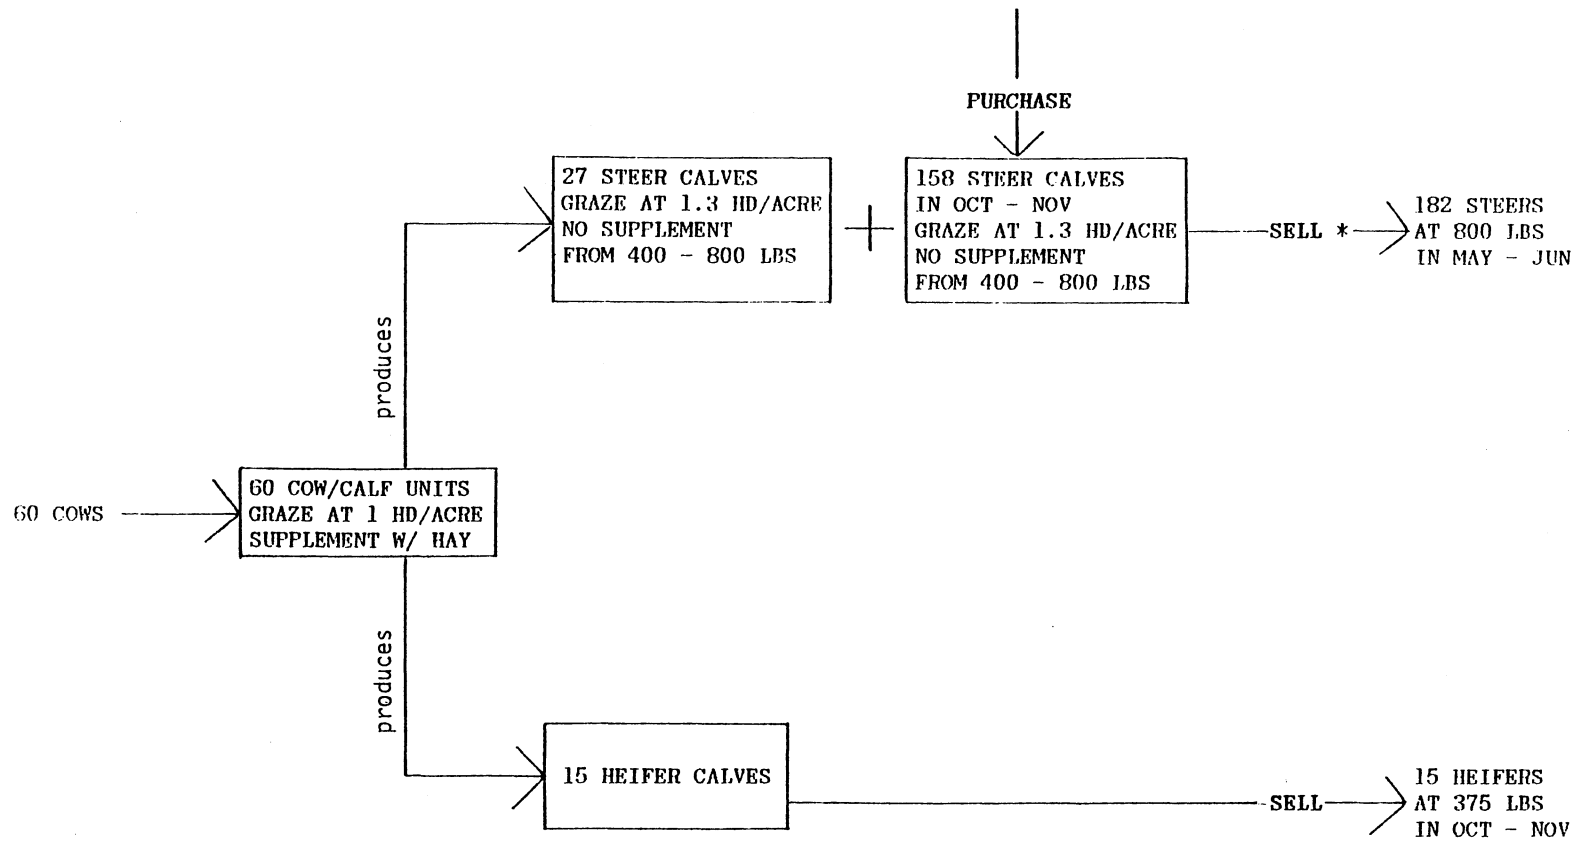 PURCHASE
27 STEER CALVES
GRAZE AT 1.3 HD/ACRE
NO SUPPLEMENT
FROM 400 - 800 LBS
158 STEER CALVES
IN OCT - NOV
GRAZE AT 1.3 HD/ACRE
NO SUPPLEMENT
FROM 400 - 800 LBS
SELL *
182 STEERS
AT 800 LBS
IN MAY - JUN
produces
60 COWS
60 COW/CALF UNITS
GRAZE AT 1 HD/ACRE
SUPPLEMENT W/ HAY
produces
15 HEIFER CALVES
SELL
15 HEIFERS
AT 375 LBS
IN OCT - NOV